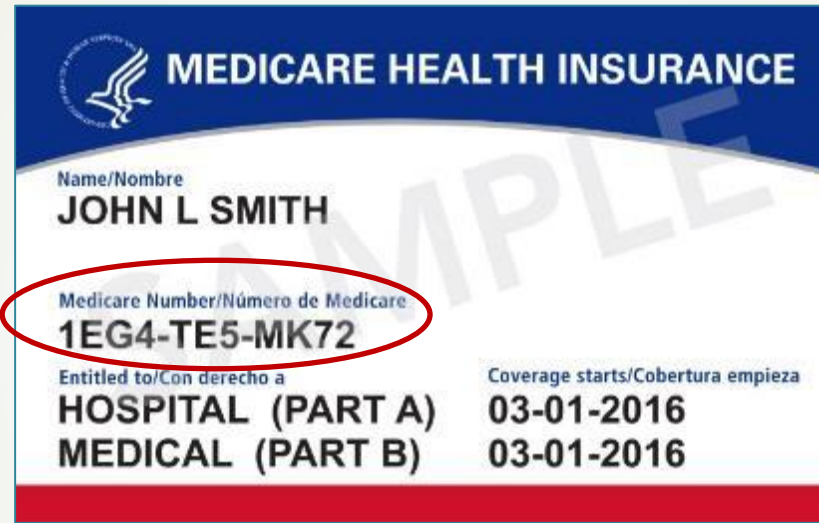 MEDICARE HEALTH INSURANCE
Name/Nombre
JOHN L SMITH
Medicare Number/Número de Medicare
1EG4-TE5-MK72
Entitled to/Con derecho a
HOSPITAL (PART A)
MEDICAL (PART B)
Coverage starts/Cobertura empieza
03-01-2016
03-01-2016
SAMPLE